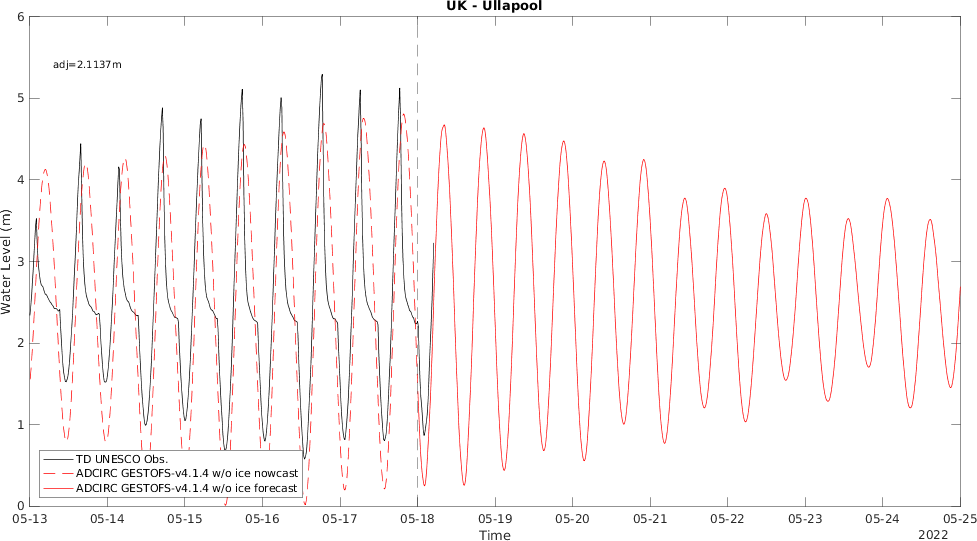 UK - Ullapool
6
5
4
3
2
1
0
Water Level (m)
adj=2.1137m
TD UNESCO Obs.
ADCIRC GESTOFS-v4.1.4 w/o ice nowcast
ADCIRC GESTOFS-v4.1.4 w/o ice forecast
05-13 05-14 05-15 05-16 05-17 05-18 05-19 05-20 05-21 05-22 05-23 05-24 05-25
Time
2022